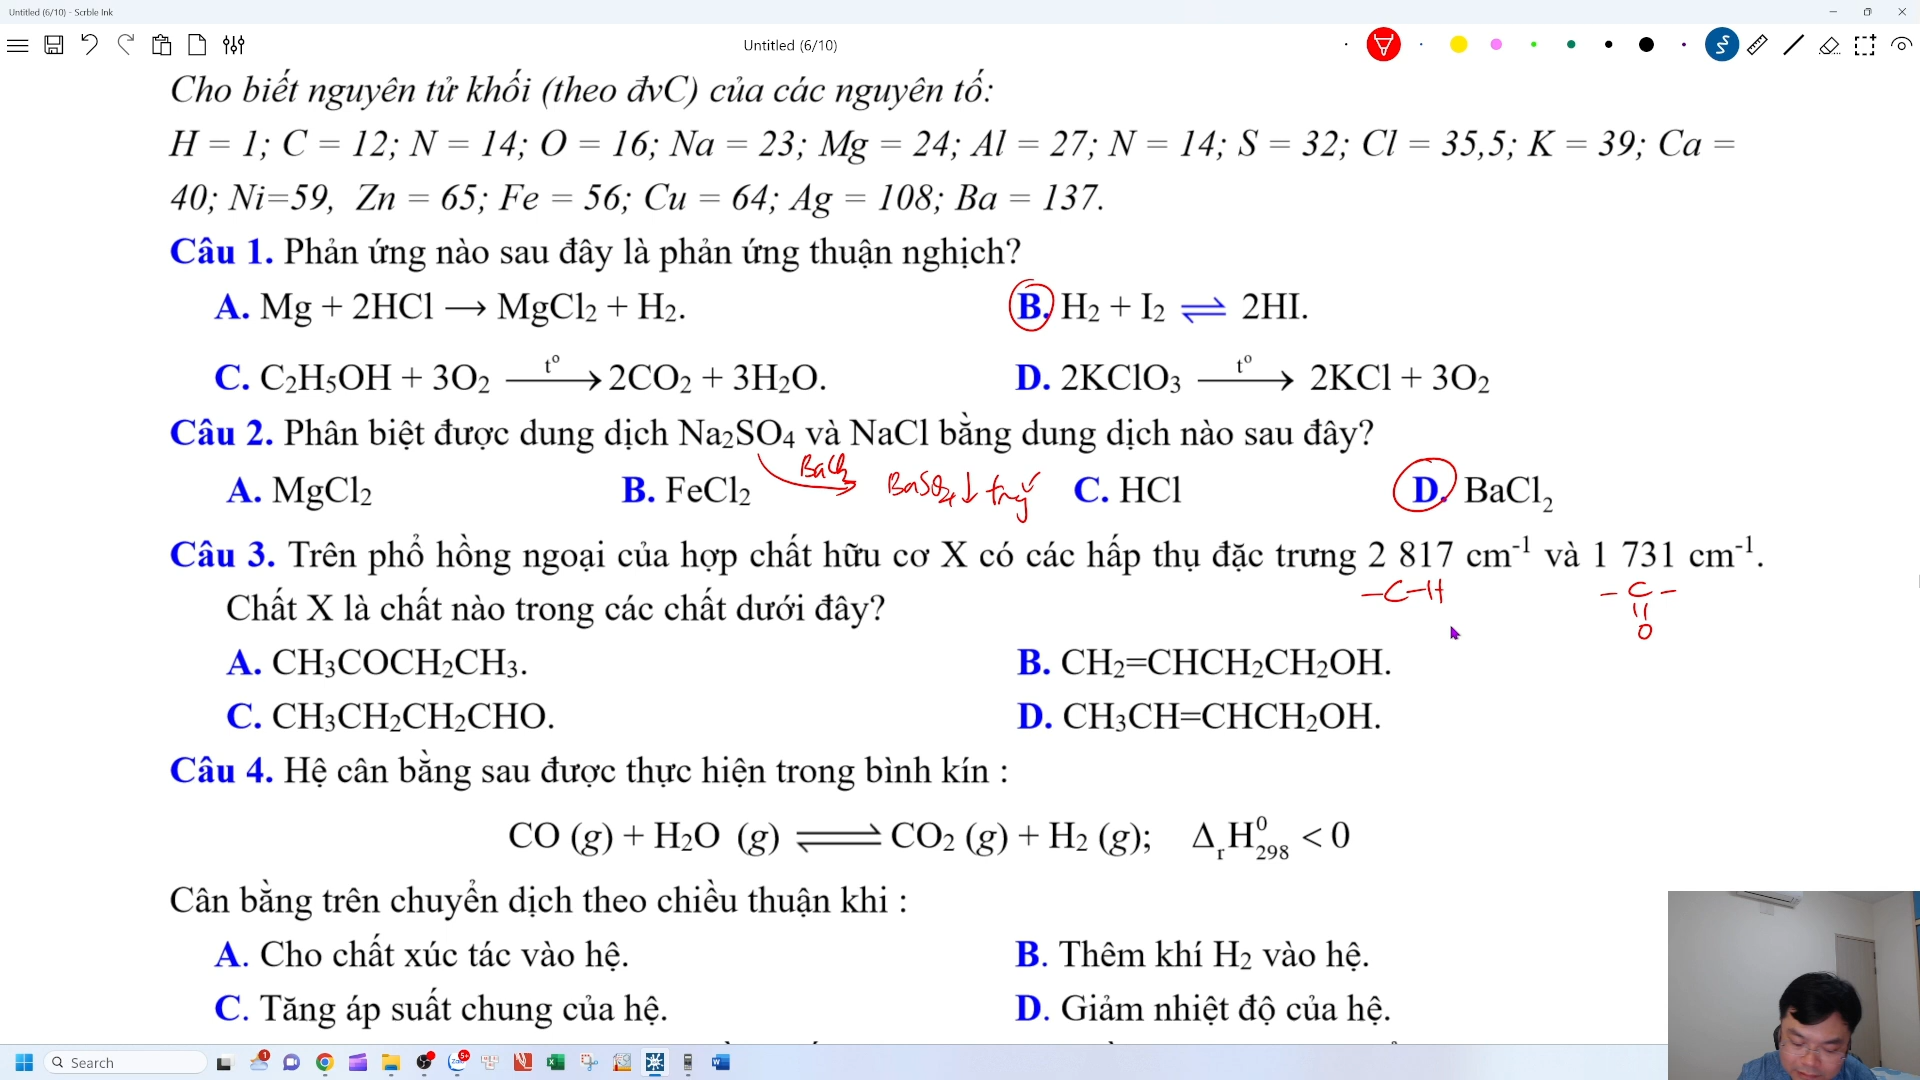 Untitled (6/10) - Scrble Ink
Untitled (6/10)
Cho biết nguyên tử khối (theo đvC) của các nguyên tố:
H = 1; C = 12; N = 14; O = 16; Na = 23; Mg = 24; Al = 27; N = 14; S = 32; Cl = 35,5; K = 39; Ca =
40; Ni=59, Zn = 65; Fe = 56; Cu = 64; Ag = 108; Ba = 137.
Câu 1. Phản ứng nào sau đây là phản ứng thuận nghịch?
A. Mg + 2HCl ⟶ MgCl₂ + H₂. B. H₂ + I₂ ⇌ 2HI.
C. C₂H₅OH + 3O₂ —tᵒ→ 2CO₂ + 3H₂O. D. 2KClO₃ —tᵒ→ 2KCl + 3O₂
Câu 2. Phân biệt được dung dịch Na₂SO₄ và NaCl bằng dung dịch nào sau đây?
BaCl₂
A. MgCl₂ B. FeCl₂ BaSO₄↓ C. HCl D. BaCl₂
Câu 3. Trên phổ hồng ngoại của hợp chất hữu cơ X có các hấp thụ đặc trưng 2 817 cm⁻¹ và 1 731 cm⁻¹.
–C–H –C–
Chất X là chất nào trong các chất dưới đây?
O
A. CH₃COCH₂CH₃. B. CH₂=CHCH₂CH₂OH.
C. CH₃CH₂CH₂CHO. D. CH₃CH=CHCH₂OH.
Câu 4. Hệ cân bằng sau được thực hiện trong bình kín :
CO (g) + H₂O (g) ⇌ CO₂ (g) + H₂ (g); ΔᵣH⁰₂₉₈ < 0
Cân bằng trên chuyển dịch theo chiều thuận khi :
A. Cho chất xúc tác vào hệ. B. Thêm khí H₂ vào hệ.
C. Tăng áp suất chung của hệ. D. Giảm nhiệt độ của hệ.
Search